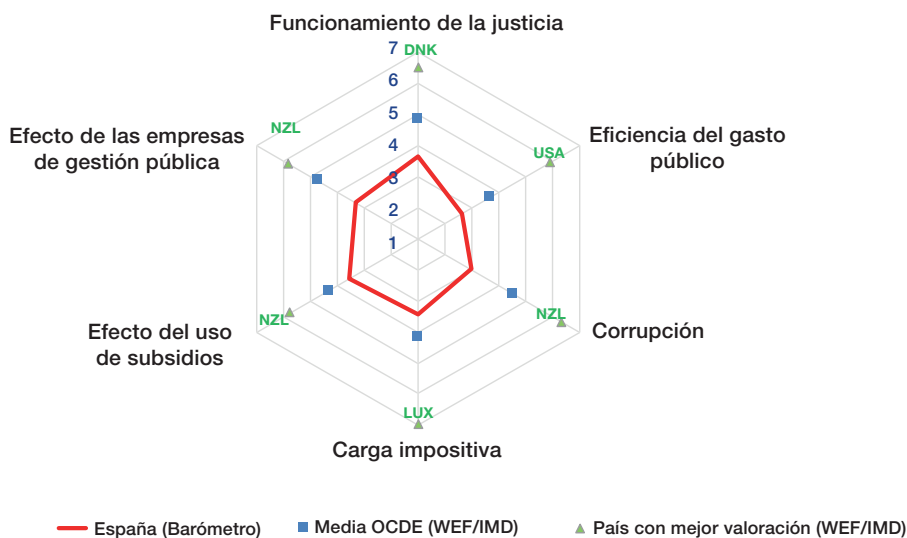 Funcionamiento de la justicia
7
DNK
6
5
4
3
2
1
Efecto de las empresas
de gestión pública
NZL
Eficiencia del gasto
público
USA
Efecto del uso
de subsidios
NZL
Corrupción
NZL
LUX
Carga impositiva
España (Barómetro)
Media OCDE (WEF/IMD)
País con mejor valoración (WEF/IMD)